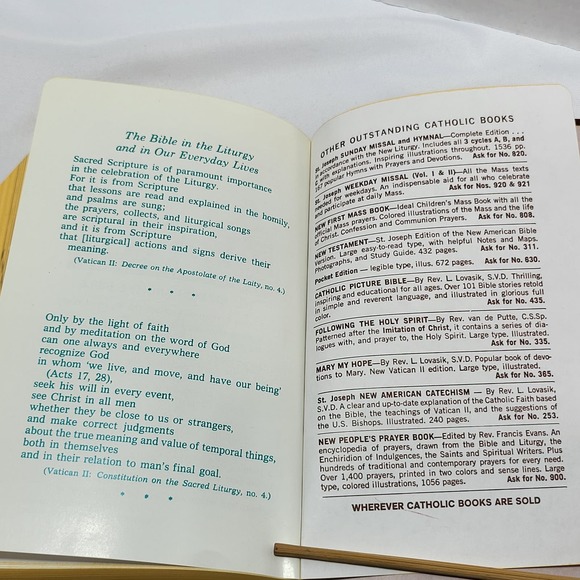 The Bible in the Liturgy
and in Our Everyday Lives
Sacred Scripture is of paramount importance
in the celebration of the Liturgy.
For it is from Scripture
that lessons are read and explained in the homily,
and psalms are sung;
the prayers, collects, and liturgical songs
are scriptural in their inspiration,
and it is from Scripture
that [liturgical] actions and signs derive their
meaning.
(Vatican II: Decree on the Apostolate of the Laity, no. 4.)
* * *
Only by the light of faith
and by meditation on the word of God
can one always and everywhere
recognize God
in whom 'we live, and move, and have our being'
(Acts 17, 28),
seek his will in every event,
see Christ in all men
whether they be close to us or strangers,
and make correct judgments
about the true meaning and value of temporal things,
both in themselves
and in their relation to man's final goal.
(Vatican II: Constitution on the Sacred Liturgy, no. 4.)
* * *
OTHER OUTSTANDING CATHOLIC BOOKS
St. Joseph SUNDAY MISSAL and HYMNAL—Complete Edition . . .
in accordance with the New Liturgy. Includes all 3 cycles A, B, and
C with explanations. Inspiring illustrations throughout. 1536 pp.
popular Hymns with Prayers and Devotions. Ask for No. 820.
St. Joseph WEEKDAY MISSAL (Vol. I & II)—All the Mass texts
needed for weekdays. An indispensable aid for all who celebrate
and participate at daily Mass. Ask for Nos. 920 & 921
NEW FIRST MASS BOOK—Ideal Children's Mass Book with all the
official Mass prayers. Colored illustrations of the Mass and the life
of Christ. Confession and Communion Prayers. Ask for No. 808.
NEW TESTAMENT—St. Joseph Edition of the New American Bible
Version. Large easy-to-read type, with helpful Notes and Maps.
Photographs, and Study Guide. 432 pages. Ask for No. 311.
Pocket Edition — legible type, illus. 672 pages. Ask for No. 630.
CATHOLIC PICTURE BIBLE—By Rev. L. Lovasik, S.V.D. Thrilling,
inspiring and educational for all ages. Over 101 Bible stories retold
in simple and reverent language, and illustrated in glorious full
color. Ask for No. 435.
FOLLOWING THE HOLY SPIRIT—By Rev. van de Putte, C.S.Sp.
Patterned after the Imitation of Christ, it contains a series of dia-
logues with, and prayer to, the Holy Spirit. Large type. Illustrated.
Ask for No. 335.
MARY MY HOPE—By Rev. L. Lovasik, S.V.D. Popular book of devo-
tions to Mary. New Vatican II edition. Large type, illustrated.
Ask for No. 365.
St. Joseph NEW AMERICAN CATECHISM — By Rev. L. Lovasik,
S.V.D. A clear and up-to-date explanation of the Catholic Faith based
on the Bible, the teachings of Vatican II, and the suggestions of
the U.S. Bishops. Illustrated. 240 pages. Ask for No. 253.
NEW PEOPLE'S PRAYER BOOK—Edited by Rev. Francis Evans. An
encyclopedia of prayers, drawn from the Bible and Liturgy, the
Enchiridion of Indulgences, the Saints and Spiritual Writers. Plus
hundreds of traditional and contemporary prayers for every need.
Over 1,400 prayers, printed in two colors and sense lines. Large
type, colored illustrations, 1056 pages. Ask for No. 900.
WHEREVER CATHOLIC BOOKS ARE SOLD